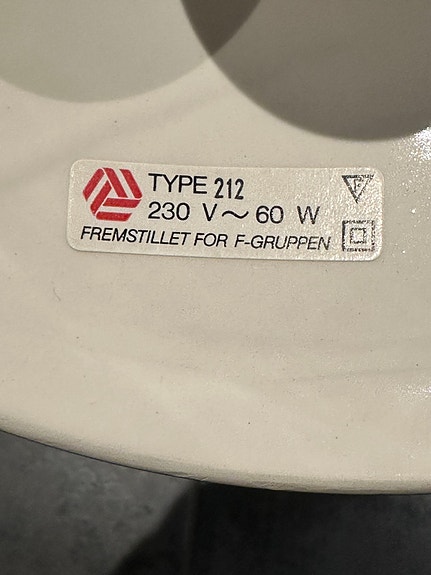 TYPE 212
230 V ~ 60 W
FREMSTILLET FOR F-GRUPPEN
F